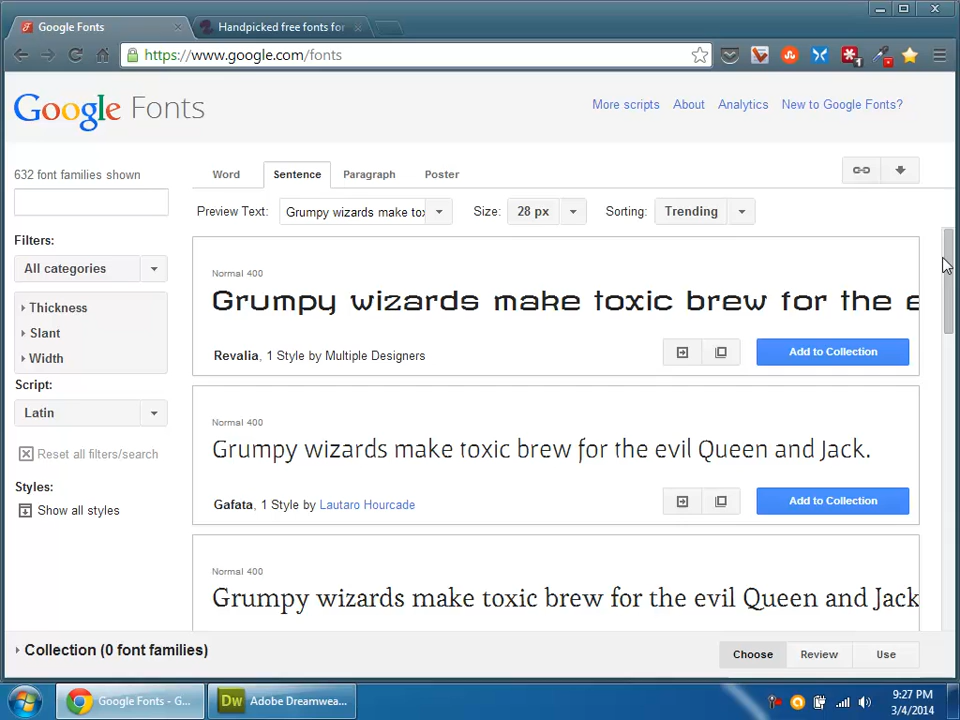 Google Fonts
Handpicked free fonts for
https://www.google.com/fonts
1
Google Fonts
More scripts
About
Analytics
New to Google Fonts?
632 font families shown
Word
Sentence
Paragraph
Poster
Preview Text:
Grumpy wizards make to
Size:
28 px
Sorting:
Trending
Filters:
All categories
Thickness
Slant
Width
Script:
Latin
Reset all filters/search
Styles:
Show all styles
Normal 400
Grumpy wizards make toxic brew for the e
Revalia, 1 Style by Multiple Designers
Add to Collection
Normal 400
Grumpy wizards make toxic brew for the evil Queen and Jack.
Gafata, 1 Style by Lautaro Hourcade
Add to Collection
Normal 400
Grumpy wizards make toxic brew for the evil Queen and Jack
Collection (0 font families)
Choose
Review
Use
Google Fonts - G...
Dw
Adobe Dreamwea...
9:27 PM
3/4/2014